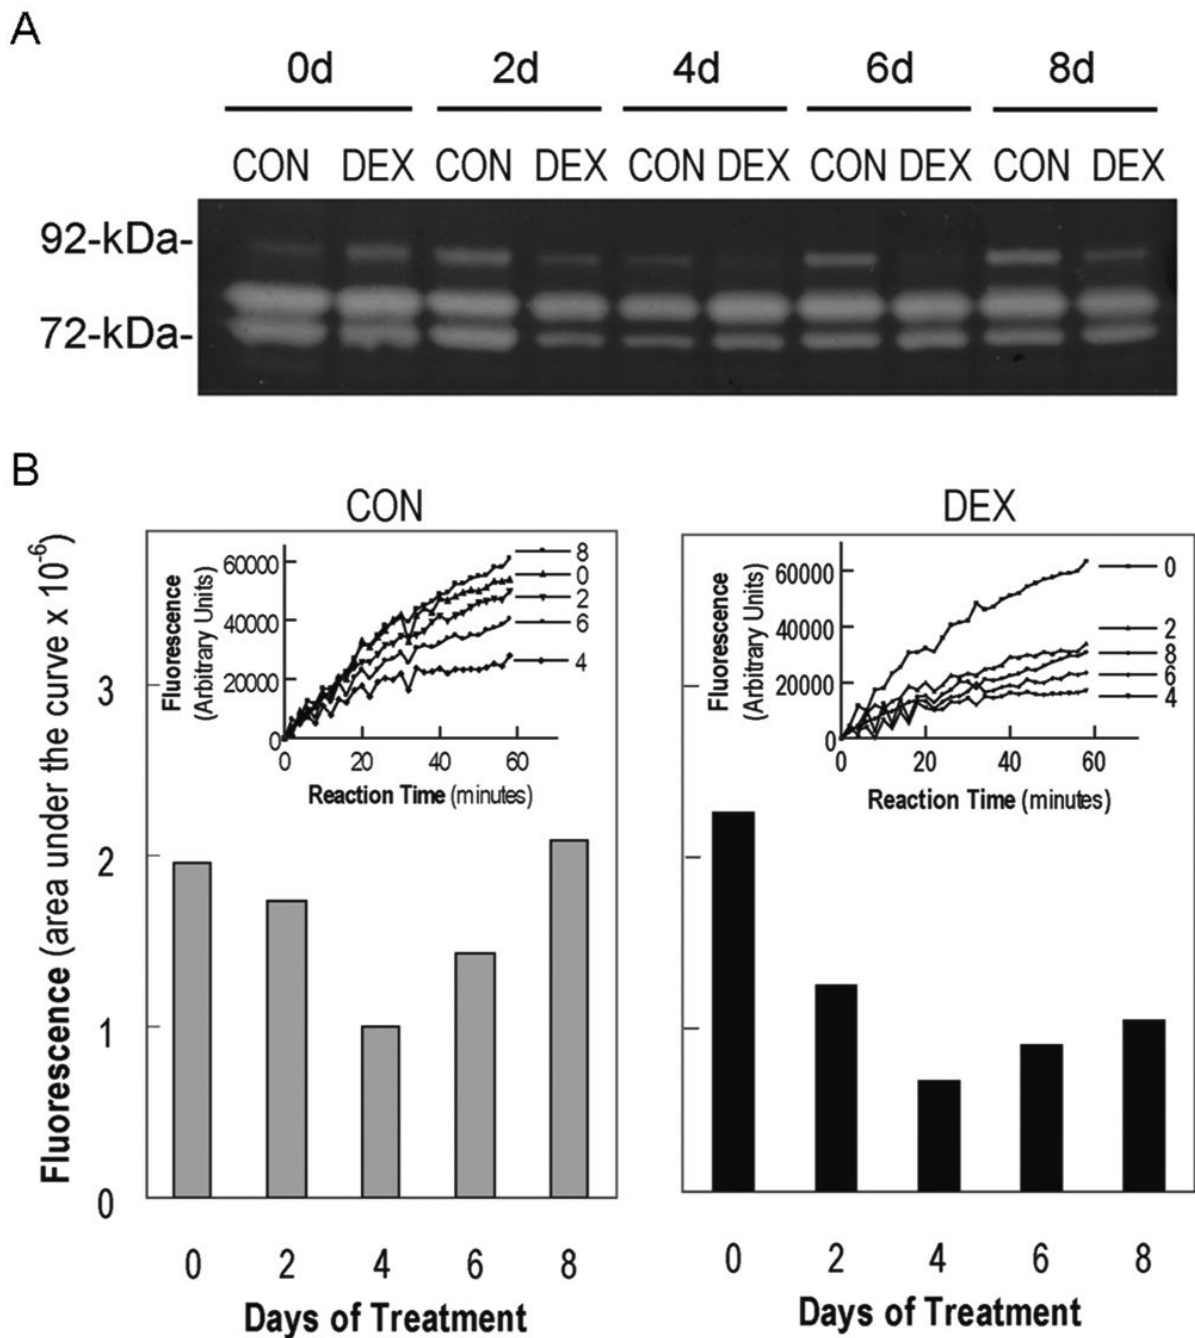 A
0d 2d 4d 6d 8d
CON DEX CON DEX CON DEX CON DEX CON DEX
92-kDa-
72-kDa-
B
CON
DEX
Fluorescence (area under the curve x 10-6)
3
2
1
0
Fluorescence
(Arbitrary Units)
60000
40000
20000
0
0 20 40 60
Reaction Time (minutes)
8
0
2
6
4
0 2 4 6 8
Days of Treatment
Fluorescence
(Arbitrary Units)
60000
40000
20000
0
0 20 40 60
Reaction Time (minutes)
0
2
8
6
4
0 2 4 6 8
Days of Treatment